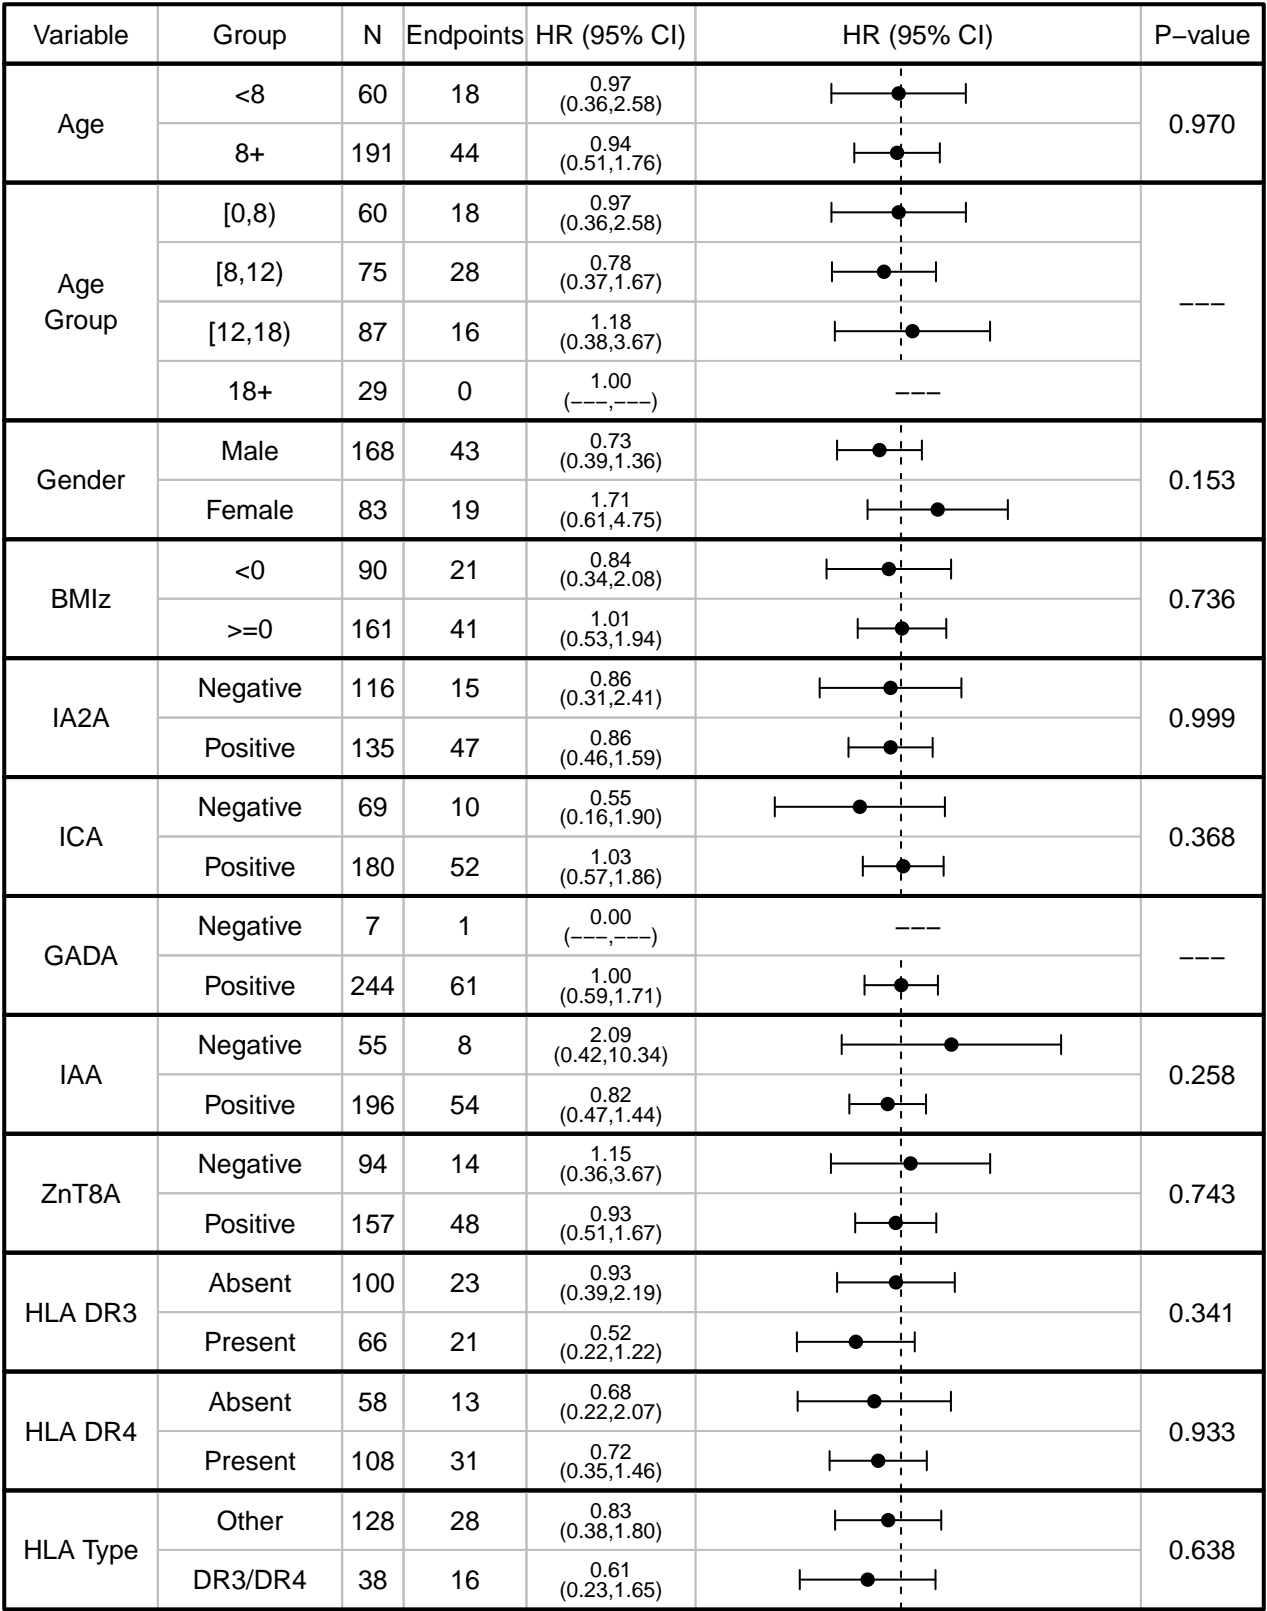 Variable Group N Endpoints HR (95% CI) HR (95% CI) P−value
Age <8 60 18 0.97 (0.36,2.58) 0.970
8+ 191 44 0.94 (0.51,1.76)
Age Group [0,8) 60 18 0.97 (0.36,2.58) −−−
[8,12) 75 28 0.78 (0.37,1.67)
[12,18) 87 16 1.18 (0.38,3.67)
18+ 29 0 1.00 (−−−,−−−) −−−
Gender Male 168 43 0.73 (0.39,1.36) 0.153
Female 83 19 1.71 (0.61,4.75)
BMIz <0 90 21 0.84 (0.34,2.08) 0.736
>=0 161 41 1.01 (0.53,1.94)
IA2A Negative 116 15 0.86 (0.31,2.41) 0.999
Positive 135 47 0.86 (0.46,1.59)
ICA Negative 69 10 0.55 (0.16,1.90) 0.368
Positive 180 52 1.03 (0.57,1.86)
GADA Negative 7 1 0.00 (−−−,−−−) −−− −−−
Positive 244 61 1.00 (0.59,1.71)
IAA Negative 55 8 2.09 (0.42,10.34) 0.258
Positive 196 54 0.82 (0.47,1.44)
ZnT8A Negative 94 14 1.15 (0.36,3.67) 0.743
Positive 157 48 0.93 (0.51,1.67)
HLA DR3 Absent 100 23 0.93 (0.39,2.19) 0.341
Present 66 21 0.52 (0.22,1.22)
HLA DR4 Absent 58 13 0.68 (0.22,2.07) 0.933
Present 108 31 0.72 (0.35,1.46)
HLA Type Other 128 28 0.83 (0.38,1.80) 0.638
DR3/DR4 38 16 0.61 (0.23,1.65)